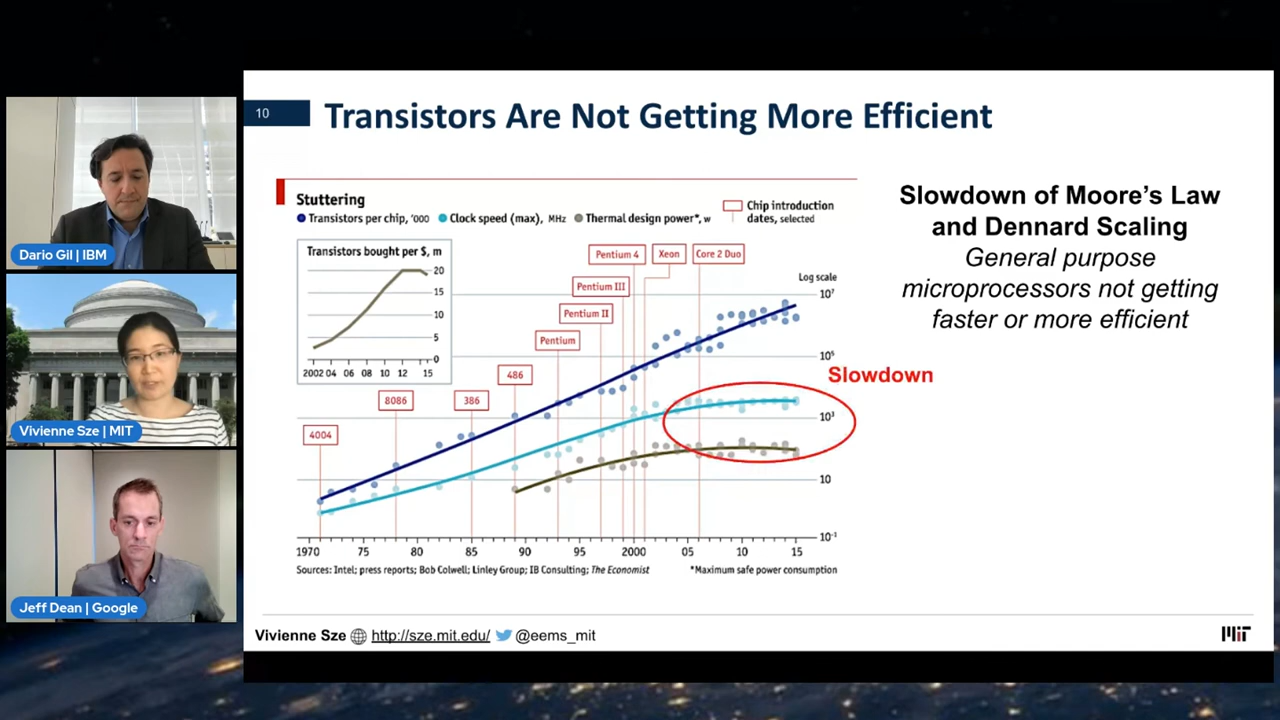 Dario Gil | IBM
Vivienne Sze | MIT
Jeff Dean | Google
10
Transistors Are Not Getting More Efficient
Stuttering
Transistors per chip, '000
Clock speed (max), MHz
Thermal design power*, w
Chip introduction
dates, selected
Transistors bought per $, m
20
15
10
5
0
2002 04 06 08 10 12 15
Pentium 4
Xeon
Core 2 Duo
Pentium III
Pentium II
Pentium
486
386
8086
4004
Log scale
10⁷
10⁵
10³
10
10⁻¹
Slowdown
1970 75 80 85 90 95 2000 05 10 15
Sources: Intel; press reports; Bob Colwell; Linley Group; IB Consulting; The Economist
*Maximum safe power consumption
Slowdown of Moore's Law
and Dennard Scaling
General purpose
microprocessors not getting
faster or more efficient
Vivienne Sze http://sze.mit.edu/ @eems_mit
MIT